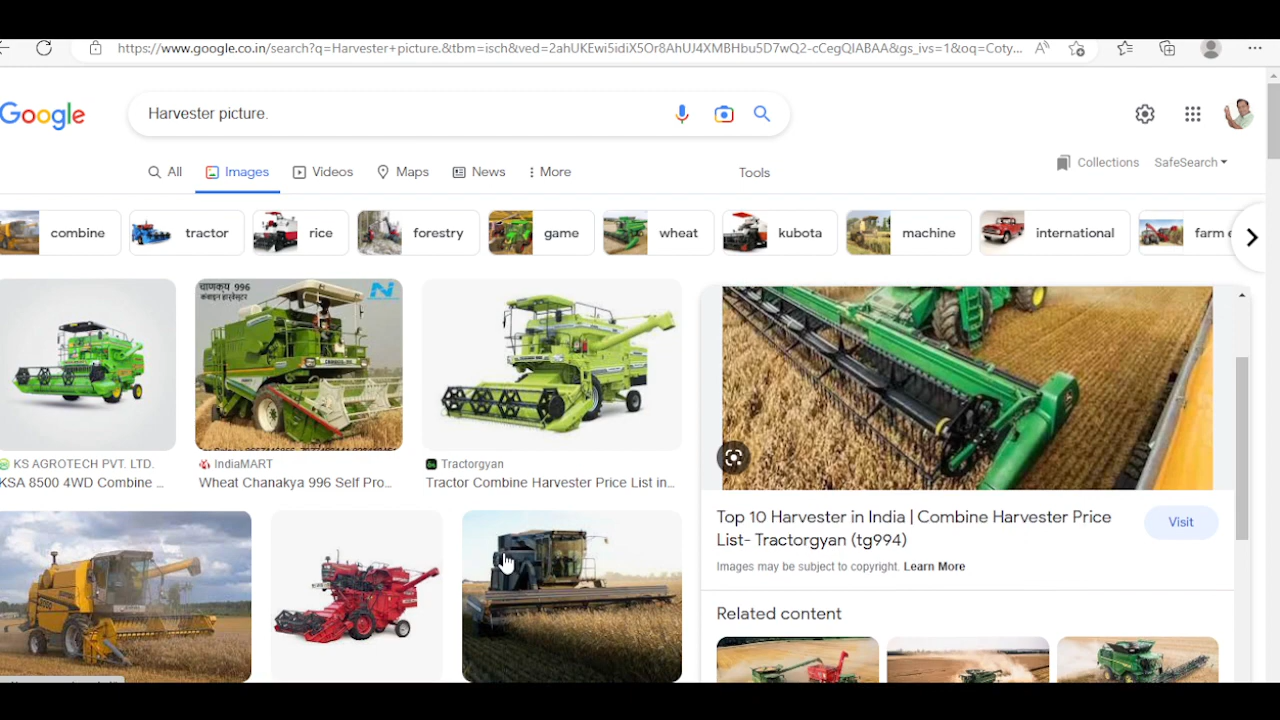 https://www.google.co.in/search?q=Harvester+picture.&tbm=isch&ved=2ahUKEwi5idiX5Or8AhUJ4XMBHbu5D7wQ2-cCegQIABAA&gs_ivs=1&oq=Coty...
Google
Harvester picture.
All Images Videos Maps News More Tools
Collections SafeSearch
combine tractor rice forestry game wheat kubota machine international farm
चाणक्य 996
कंबाइन हार्वेस्टर
N
KS AGROTECH PVT. LTD.
KSA 8500 4WD Combine ...
IndiaMART
Wheat Chanakya 996 Self Pro...
Tractorgyan
Tractor Combine Harvester Price List in...
Top 10 Harvester in India | Combine Harvester Price
List- Tractorgyan (tg994)
Visit
Images may be subject to copyright. Learn More
Related content